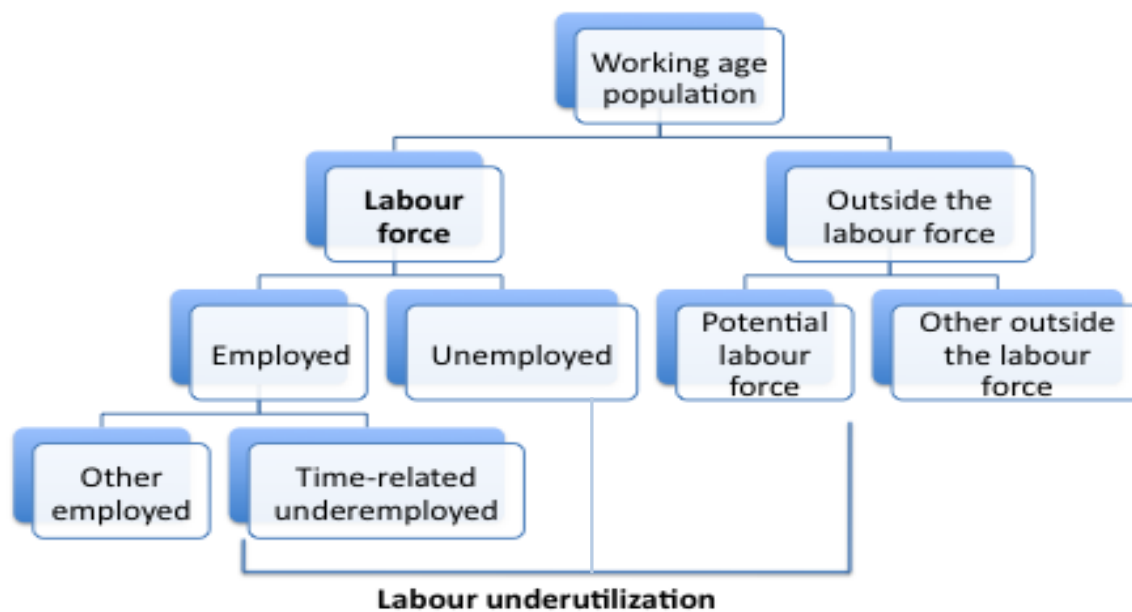 Working age
population
Labour
force
Outside the
labour force
Employed
Unemployed
Potential
labour
force
Other outside
the labour
force
Other
employed
Time-related
underemployed
Labour underutilization